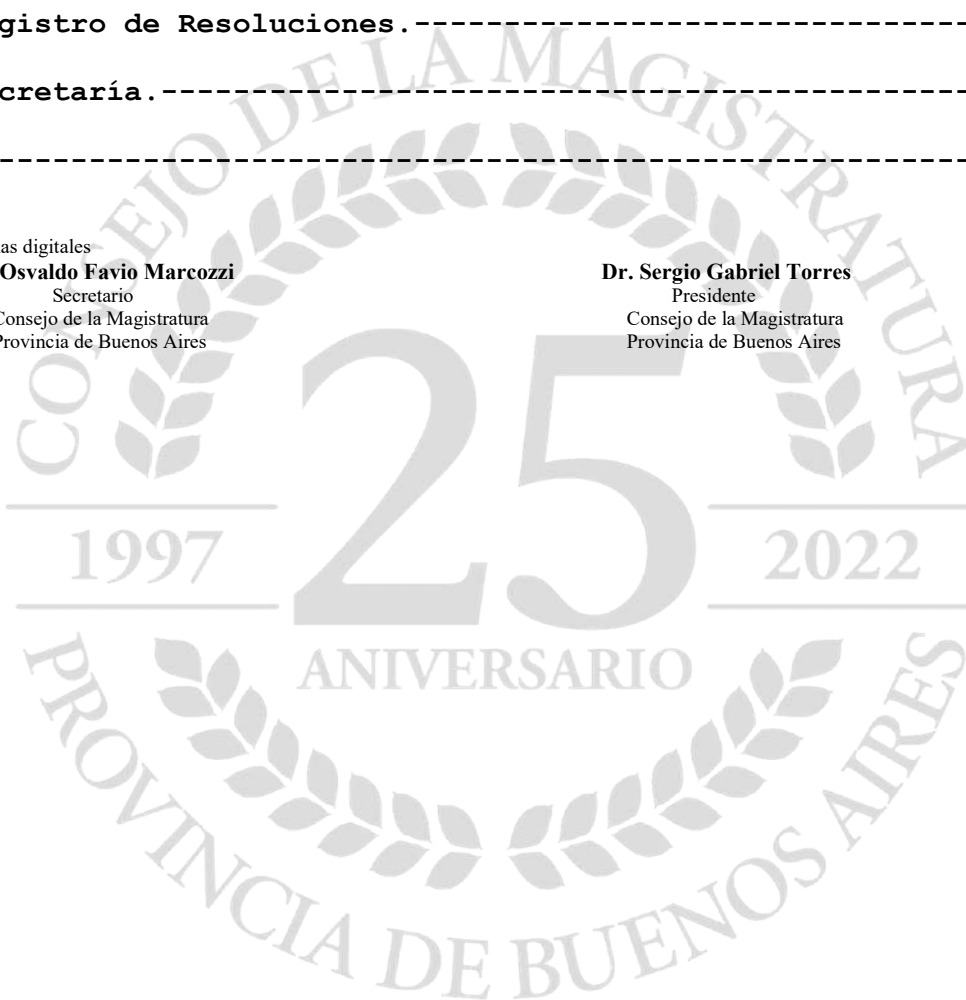 gistro de Resoluciones.----------------------------------
cretaría.------------------------------------------------
---------------------------------------------------------
as digitales
Osvaldo Favio Marcozzi
Secretario
Consejo de la Magistratura
Provincia de Buenos Aires
Dr. Sergio Gabriel Torres
Presidente
Consejo de la Magistratura
Provincia de Buenos Aires
CONSEJO DE LA MAGISTRATURA
25
1997
2022
ANIVERSARIO
PROVINCIA DE BUENOS AIRES